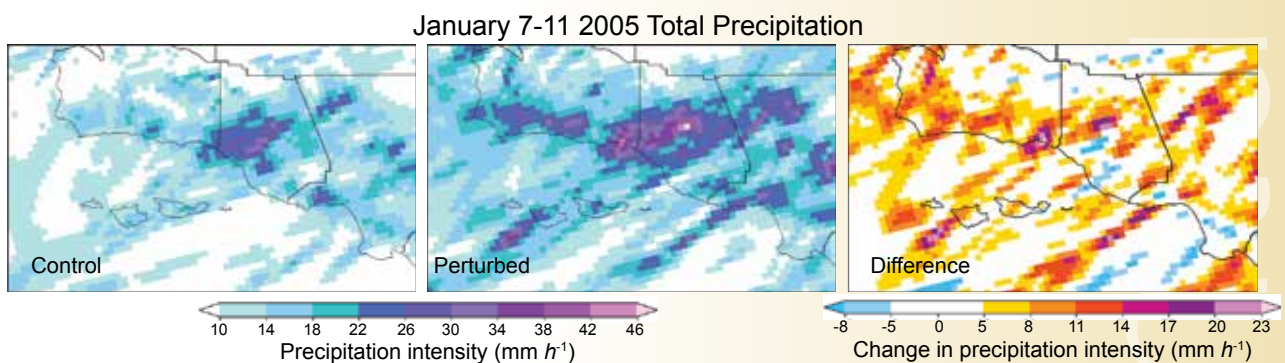 January 7-11 2005 Total Precipitation
Control
Perturbed
Difference
10 14 18 22 26 30 34 38 42 46
Precipitation intensity (mm h⁻¹)
-8 -5 0 5 8 11 14 17 20 23
Change in precipitation intensity (mm h⁻¹)